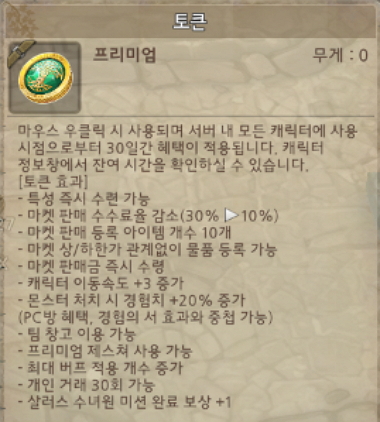 토큰
프리미엄 무게 : 0
마우스 우클릭 시 사용되며 서버 내 모든 캐릭터에 사용
시점으로부터 30일간 혜택이 적용됩니다. 캐릭터
정보창에서 잔여 시간을 확인하실 수 있습니다.
[토큰 효과]
- 특성 즉시 수련 가능
- 마켓 판매 수수료율 감소(30% ▶ 10%)
- 마켓 판매 등록 아이템 개수 10개
- 마켓 상/하한가 관계없이 물품 등록 가능
- 마켓 판매금 즉시 수령
- 캐릭터 이동속도 +3 증가
- 몬스터 처치 시 경험치 +20% 증가
(PC방 혜택, 경험의 서 효과와 중첩 가능)
- 팀 창고 이용 가능
- 프리미엄 제스쳐 사용 가능
- 최대 버프 적용 개수 증가
- 개인 거래 30회 가능
- 살러스 수녀원 미션 완료 보상 +1